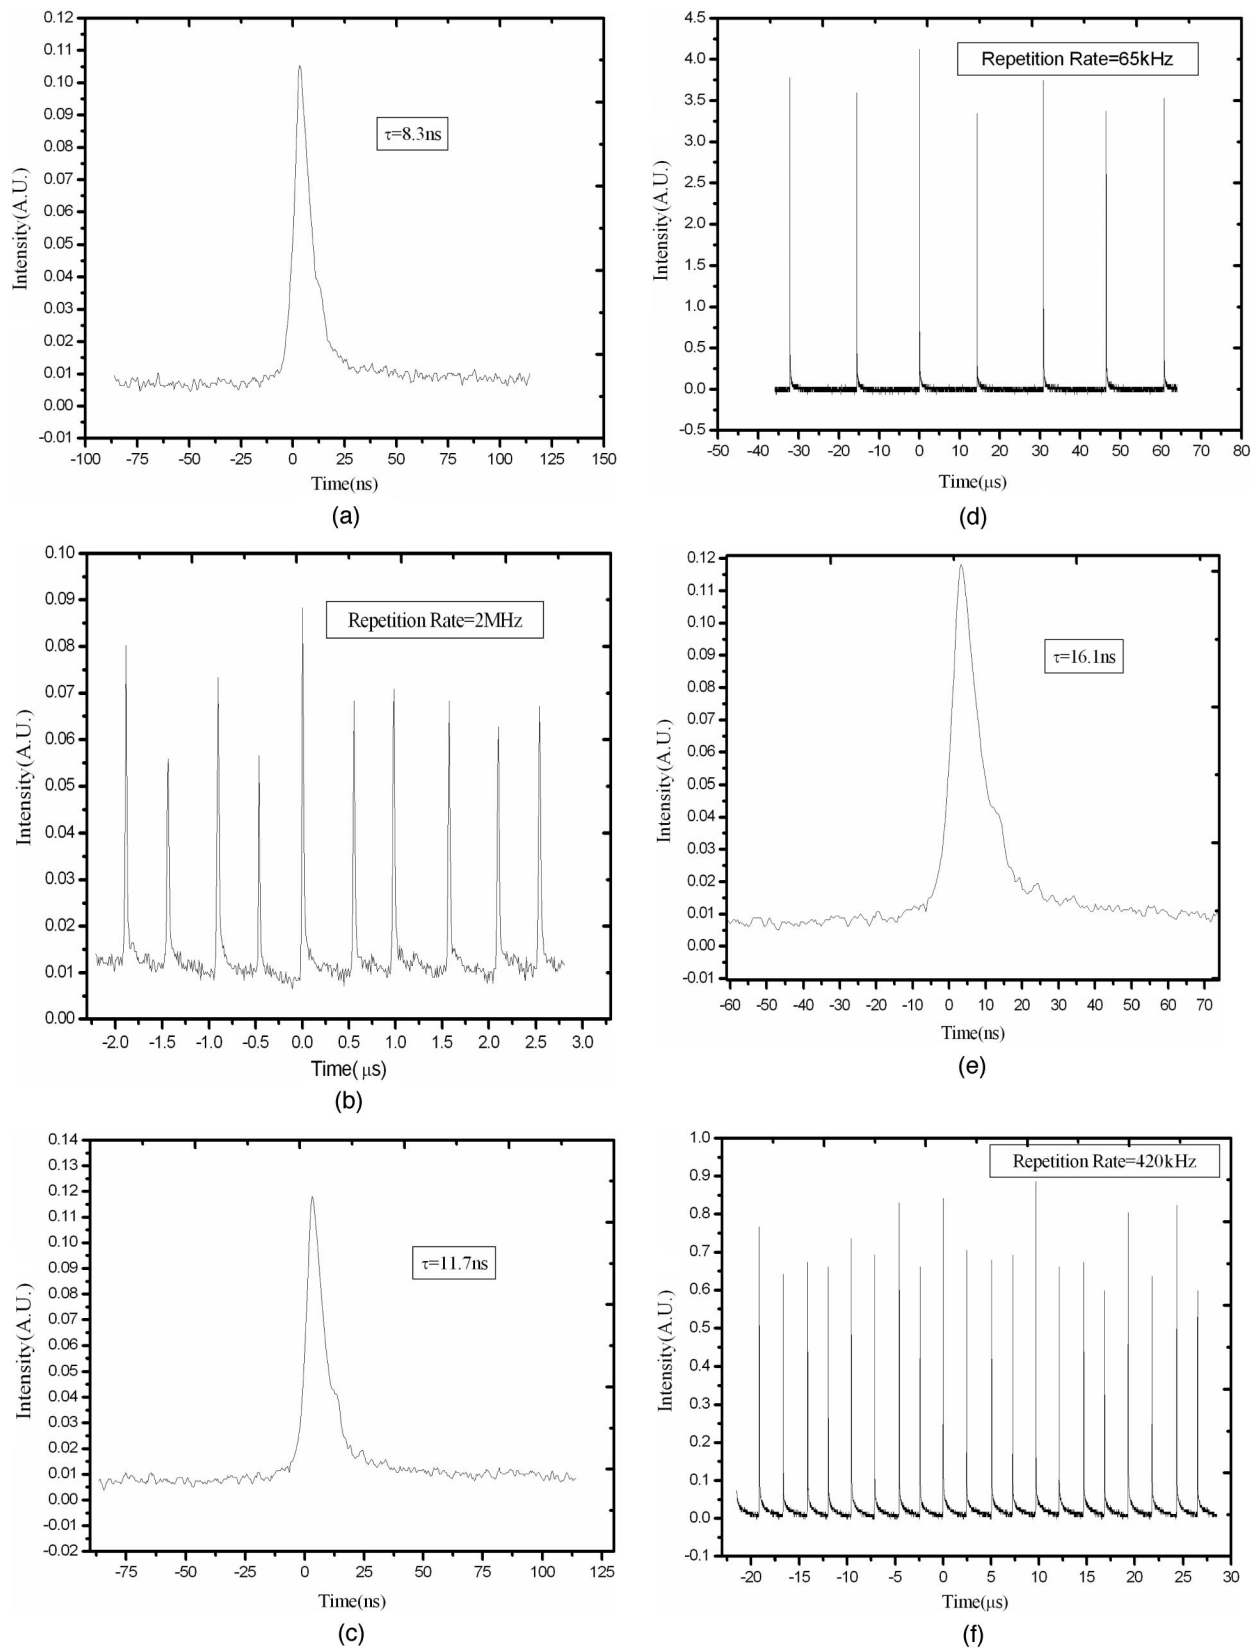 0.12
0.11
0.10
0.09
0.08
0.07
0.06
0.05
0.04
0.03
0.02
0.01
0.00
-0.01
Intensity(A.U.)
τ=8.3ns
-100 -75 -50 -25 0 25 50 75 100 125 150
Time(ns)
(a)
0.10
0.09
0.08
0.07
0.06
0.05
0.04
0.03
0.02
0.01
0.00
Intensity(A.U.)
Repetition Rate=2MHz
-2.0 -1.5 -1.0 -0.5 0.0 0.5 1.0 1.5 2.0 2.5 3.0
Time( μs)
(b)
0.14
0.13
0.12
0.11
0.10
0.09
0.08
0.07
0.06
0.05
0.04
0.03
0.02
0.01
0.00
-0.01
-0.02
Intensity(A.U.)
τ=11.7ns
-75 -50 -25 0 25 50 75 100 125
Time(ns)
(c)
4.5
4.0
3.5
3.0
2.5
2.0
1.5
1.0
0.5
0.0
-0.5
Intensity(A.U.)
Repetition Rate=65kHz
-50 -40 -30 -20 -10 0 10 20 30 40 50 60 70 80
Time(μs)
(d)
0.12
0.11
0.10
0.09
0.08
0.07
0.06
0.05
0.04
0.03
0.02
0.01
0.00
-0.01
Intensity(A.U.)
τ=16.1ns
-60 -50 -40 -30 -20 -10 0 10 20 30 40 50 60 70
Time(ns)
(e)
1.0
0.9
0.8
0.7
0.6
0.5
0.4
0.3
0.2
0.1
0.0
-0.1
Intensity(A.U.)
Repetition Rate=420kHz
-20 -15 -10 -5 0 5 10 15 20 25 30
Time(μs)
(f)